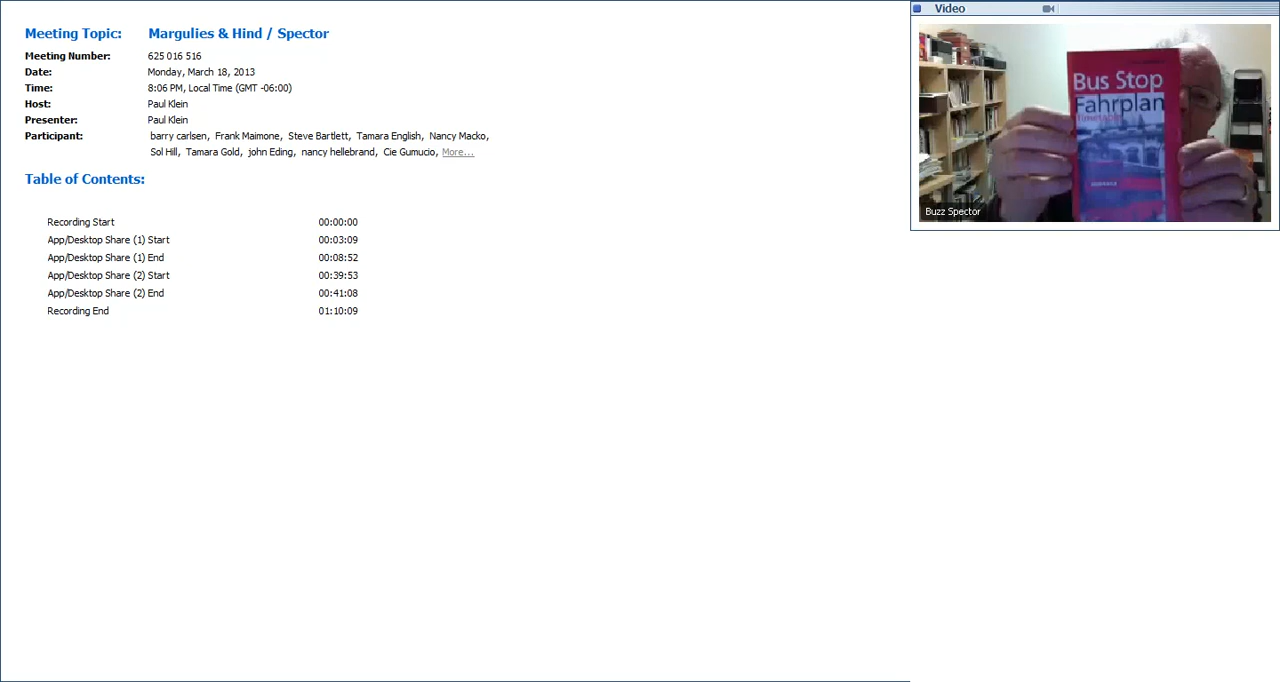 Meeting Topic: Margulies & Hind / Spector
Meeting Number: 625 016 516
Date: Monday, March 18, 2013
Time: 8:06 PM, Local Time (GMT -06:00)
Host: Paul Klein
Presenter: Paul Klein
Participant: barry carlsen, Frank Maimone, Steve Bartlett, Tamara English, Nancy Macko,
Sol Hill, Tamara Gold, john Eding, nancy hellebrand, Cie Gumucio, More...
Table of Contents:
Recording Start 00:00:00
App/Desktop Share (1) Start 00:03:09
App/Desktop Share (1) End 00:08:52
App/Desktop Share (2) Start 00:39:53
App/Desktop Share (2) End 00:41:08
Recording End 01:10:09
Video
Bus Stop
Fahrplan
Timetable
Buzz Spector